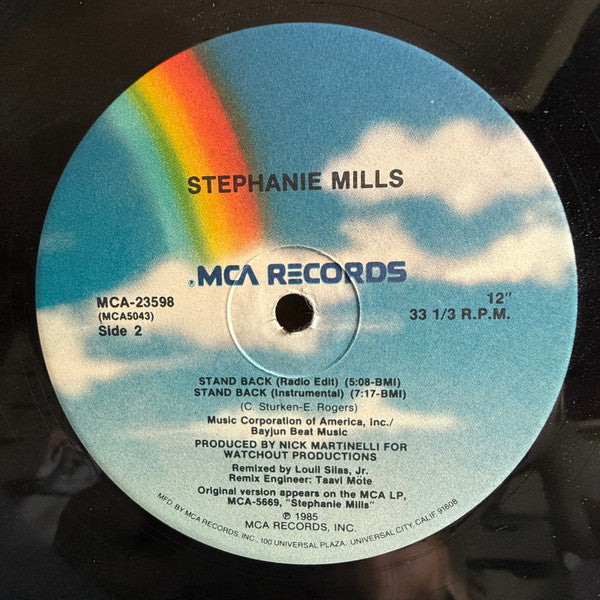 STEPHANIE MILLS
® MCA RECORDS
MCA-23598
(MCA5043)
Side 2
12"
33 1/3 R.P.M.
STAND BACK (Radio Edit) (5:08-BMI)
STAND BACK (Instrumental) (7:17-BMI)
(C. Sturken-E. Rogers)
Music Corporation of America, Inc./
Bayjun Beat Music
PRODUCED BY NICK MARTINELLI FOR
WATCHOUT PRODUCTIONS
Remixed by Louil Silas, Jr.
Remix Engineer: Taavi Mote
Original version appears on the MCA LP,
MCA-5669, "Stephanie Mills"
℗ 1985
MCA RECORDS, INC.
MFD. BY MCA RECORDS, INC., 100 UNIVERSAL PLAZA, UNIVERSAL CITY, CALIF 91608